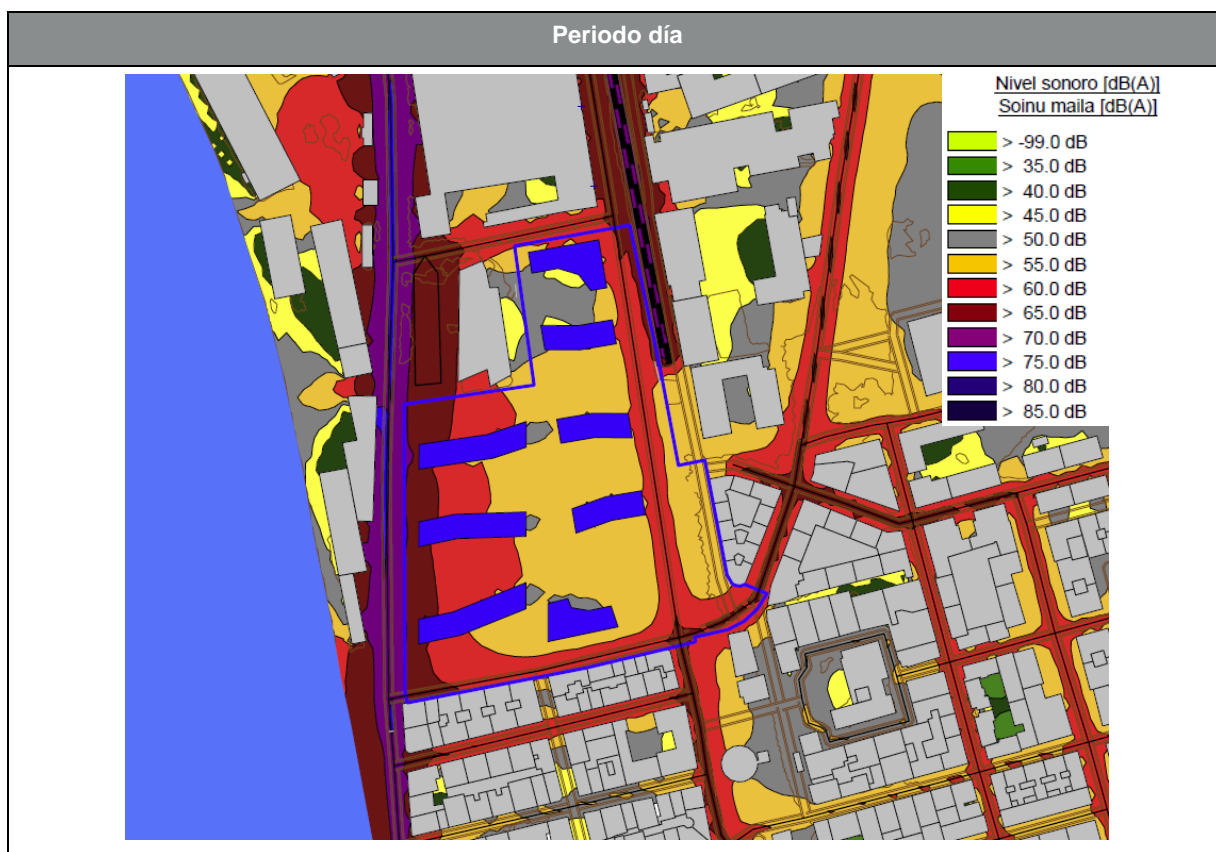 Periodo día
Nivel sonoro [dB(A)]
Soinu maila [dB(A)]
> -99.0 dB
> 35.0 dB
> 40.0 dB
> 45.0 dB
> 50.0 dB
> 55.0 dB
> 60.0 dB
> 65.0 dB
> 70.0 dB
> 75.0 dB
> 80.0 dB
> 85.0 dB